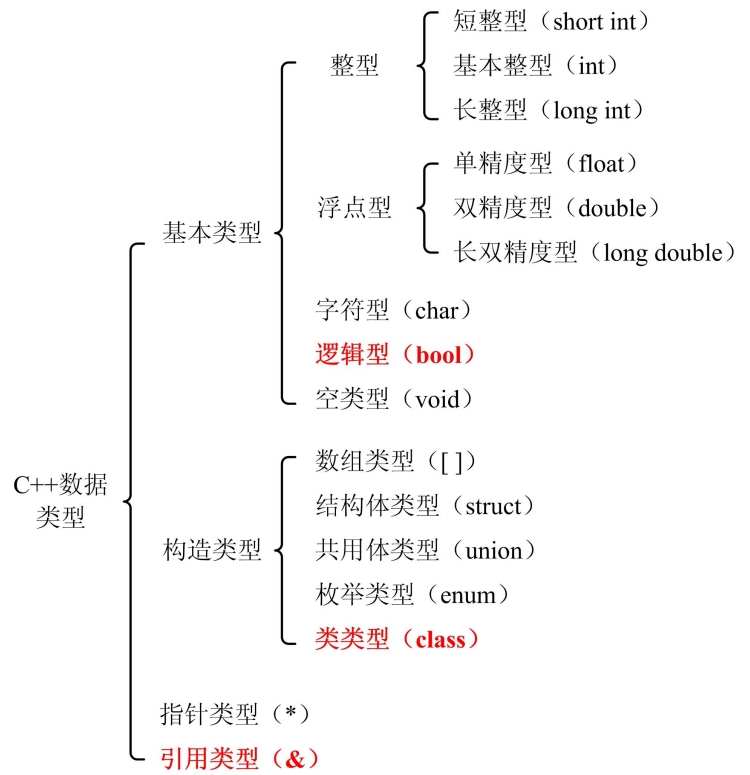 短整型（short int）
整型
基本整型（int）
长整型（long int）
单精度型（float）
浮点型
双精度型（double）
基本类型
长双精度型（long double）
字符型（char）
逻辑型（bool）
空类型（void）
数组类型（[ ]）
C++数据
类型
结构体类型（struct）
构造类型
共用体类型（union）
枚举类型（enum）
类类型（class）
指针类型（*）
引用类型（&）